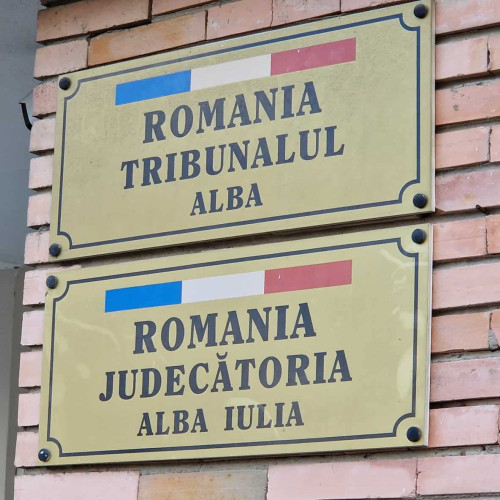 ROMANIA
TRIBUNALUL
ALBA
ROMANIA
JUDECĂTORIA
ALBA IULIA